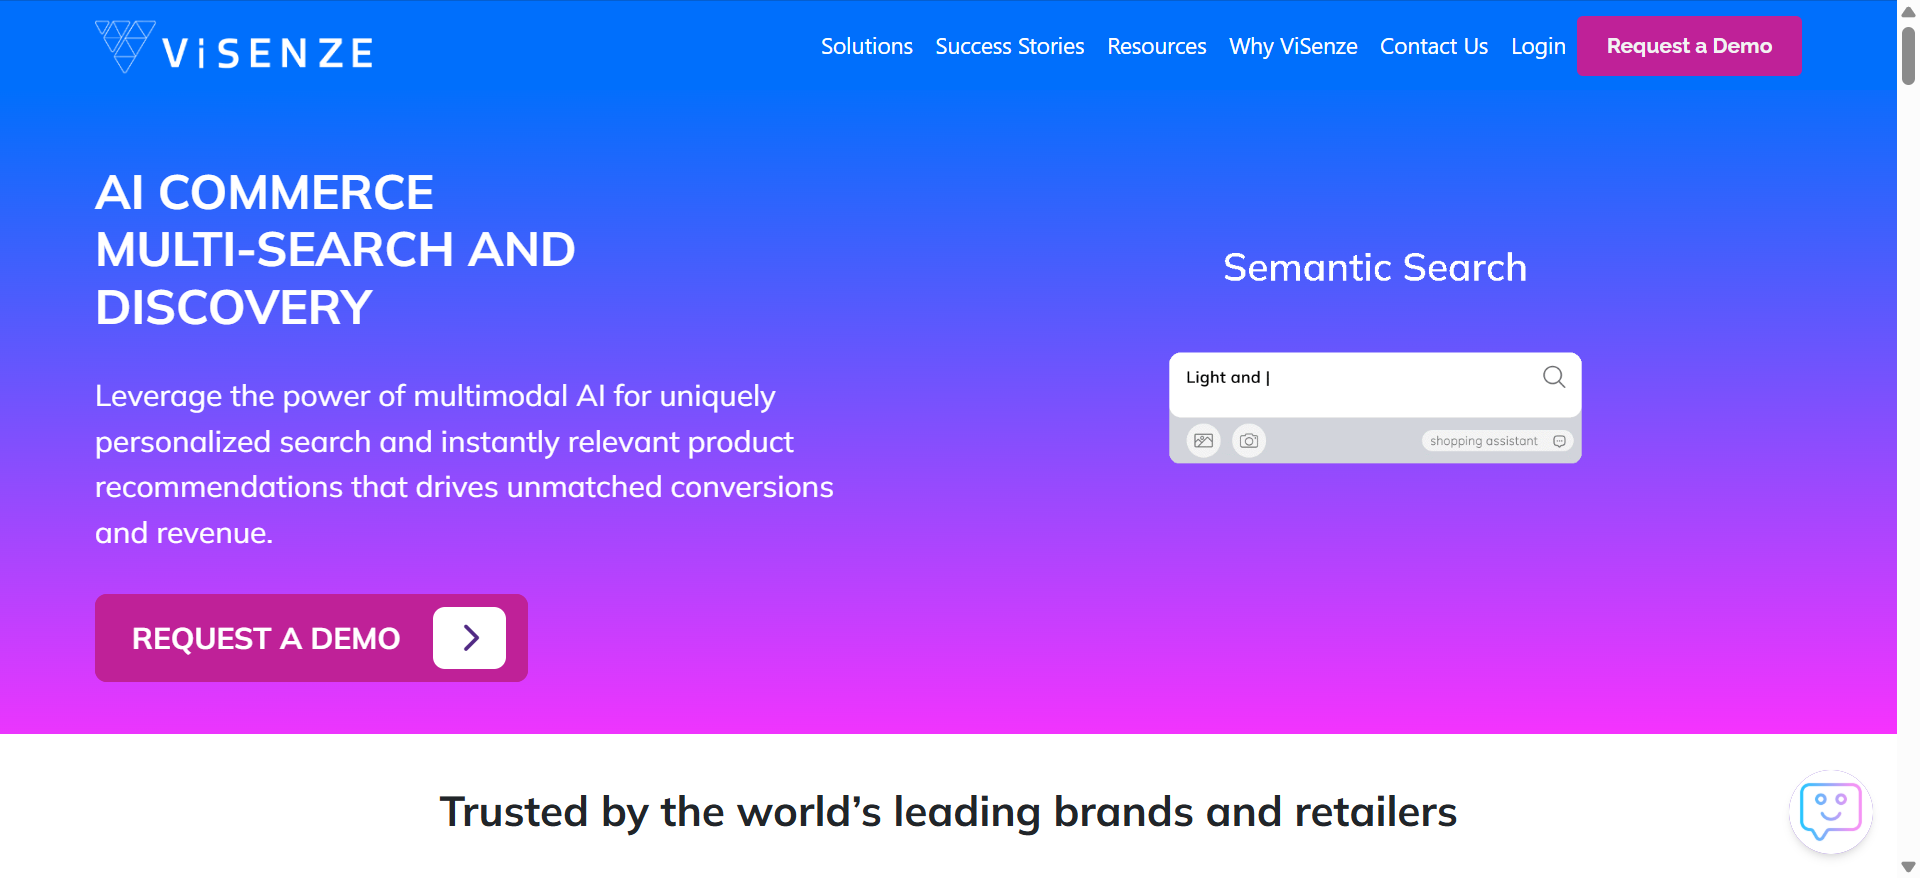 ViSENZE
Solutions Success Stories Resources Why ViSenze Contact Us Login Request a Demo
AI COMMERCE
MULTI-SEARCH AND
DISCOVERY
Leverage the power of multimodal AI for uniquely
personalized search and instantly relevant product
recommendations that drives unmatched conversions
and revenue.
REQUEST A DEMO
Semantic Search
Light and |
shopping assistant
Trusted by the world’s leading brands and retailers